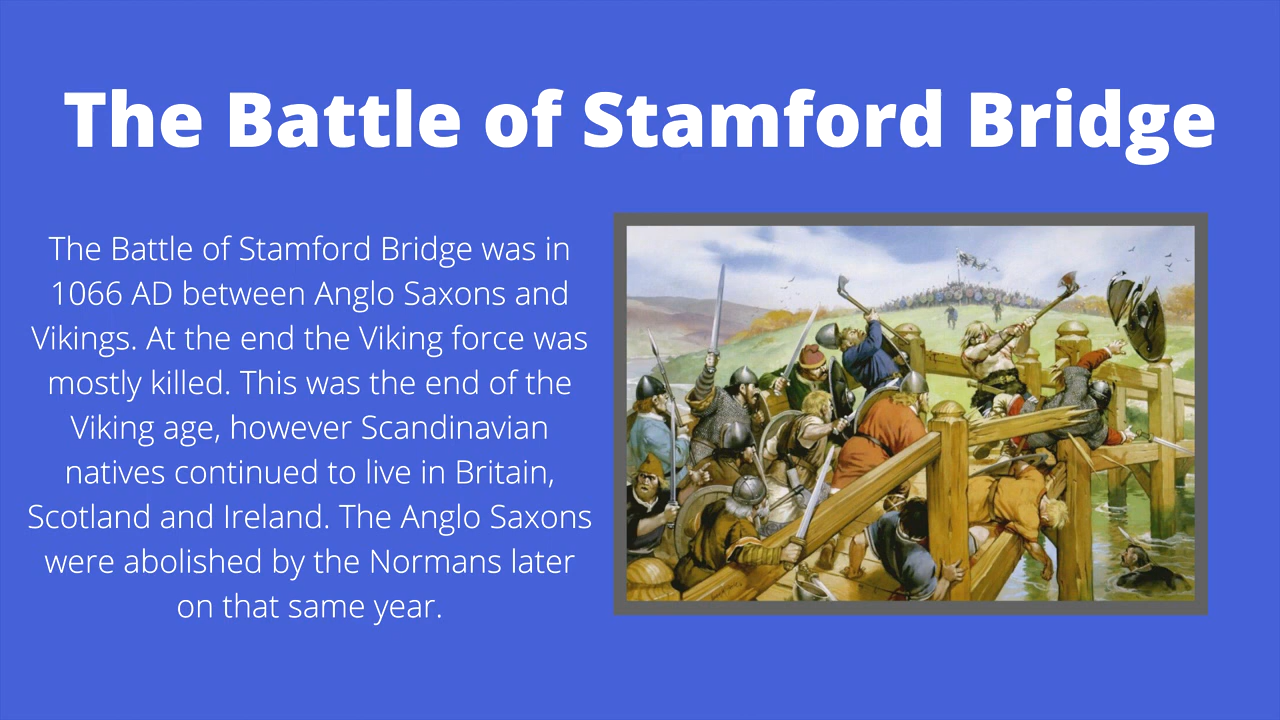 The Battle of Stamford Bridge
The Battle of Stamford Bridge was in
1066 AD between Anglo Saxons and
Vikings. At the end the Viking force was
mostly killed. This was the end of the
Viking age, however Scandinavian
natives continued to live in Britain,
Scotland and Ireland. The Anglo Saxons
were abolished by the Normans later
on that same year.